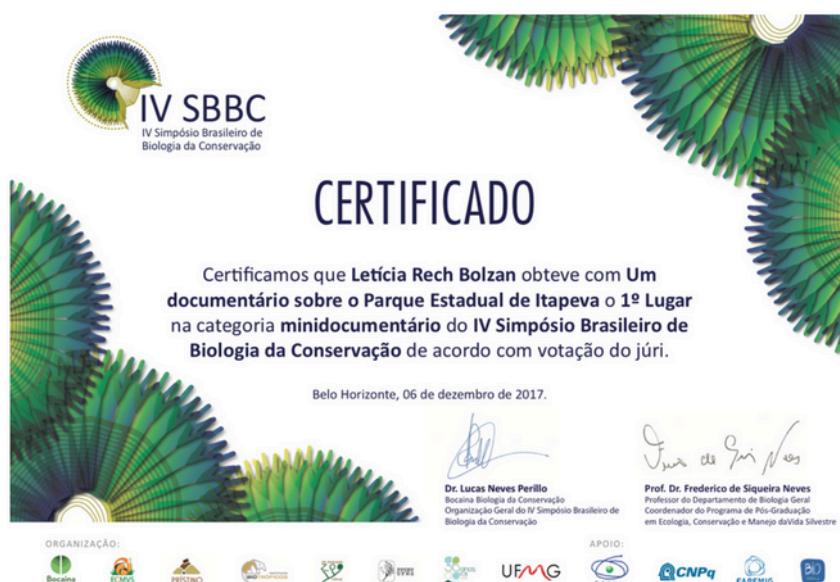 IV SBBC
IV Simpósio Brasileiro de
Biologia da Conservação
CERTIFICADO
Certificamos que Letícia Rech Bolzan obteve com Um
documentário sobre o Parque Estadual de Itapeva o 1º Lugar
na categoria minidocumentário do IV Simpósio Brasileiro de
Biologia da Conservação de acordo com votação do júri.
Belo Horizonte, 06 de dezembro de 2017.
Dr. Lucas Neves Perillo
Bocaina Biologia da Conservação
Organização Geral do IV Simpósio Brasileiro de
Biologia da Conservação
Prof. Dr. Frederico de Siqueira Neves
Professor do Departamento de Biologia Geral
Coordenador do Programa de Pós-Graduação
em Ecologia, Conservação e Manejo daVida Silvestre
ORGANIZAÇÃO:
APOIO:
Bocaina
ECMVS
PRÍSTINO
BIOTRÓPICOS
UFMG
CNPq
FAPEMIG
BIO